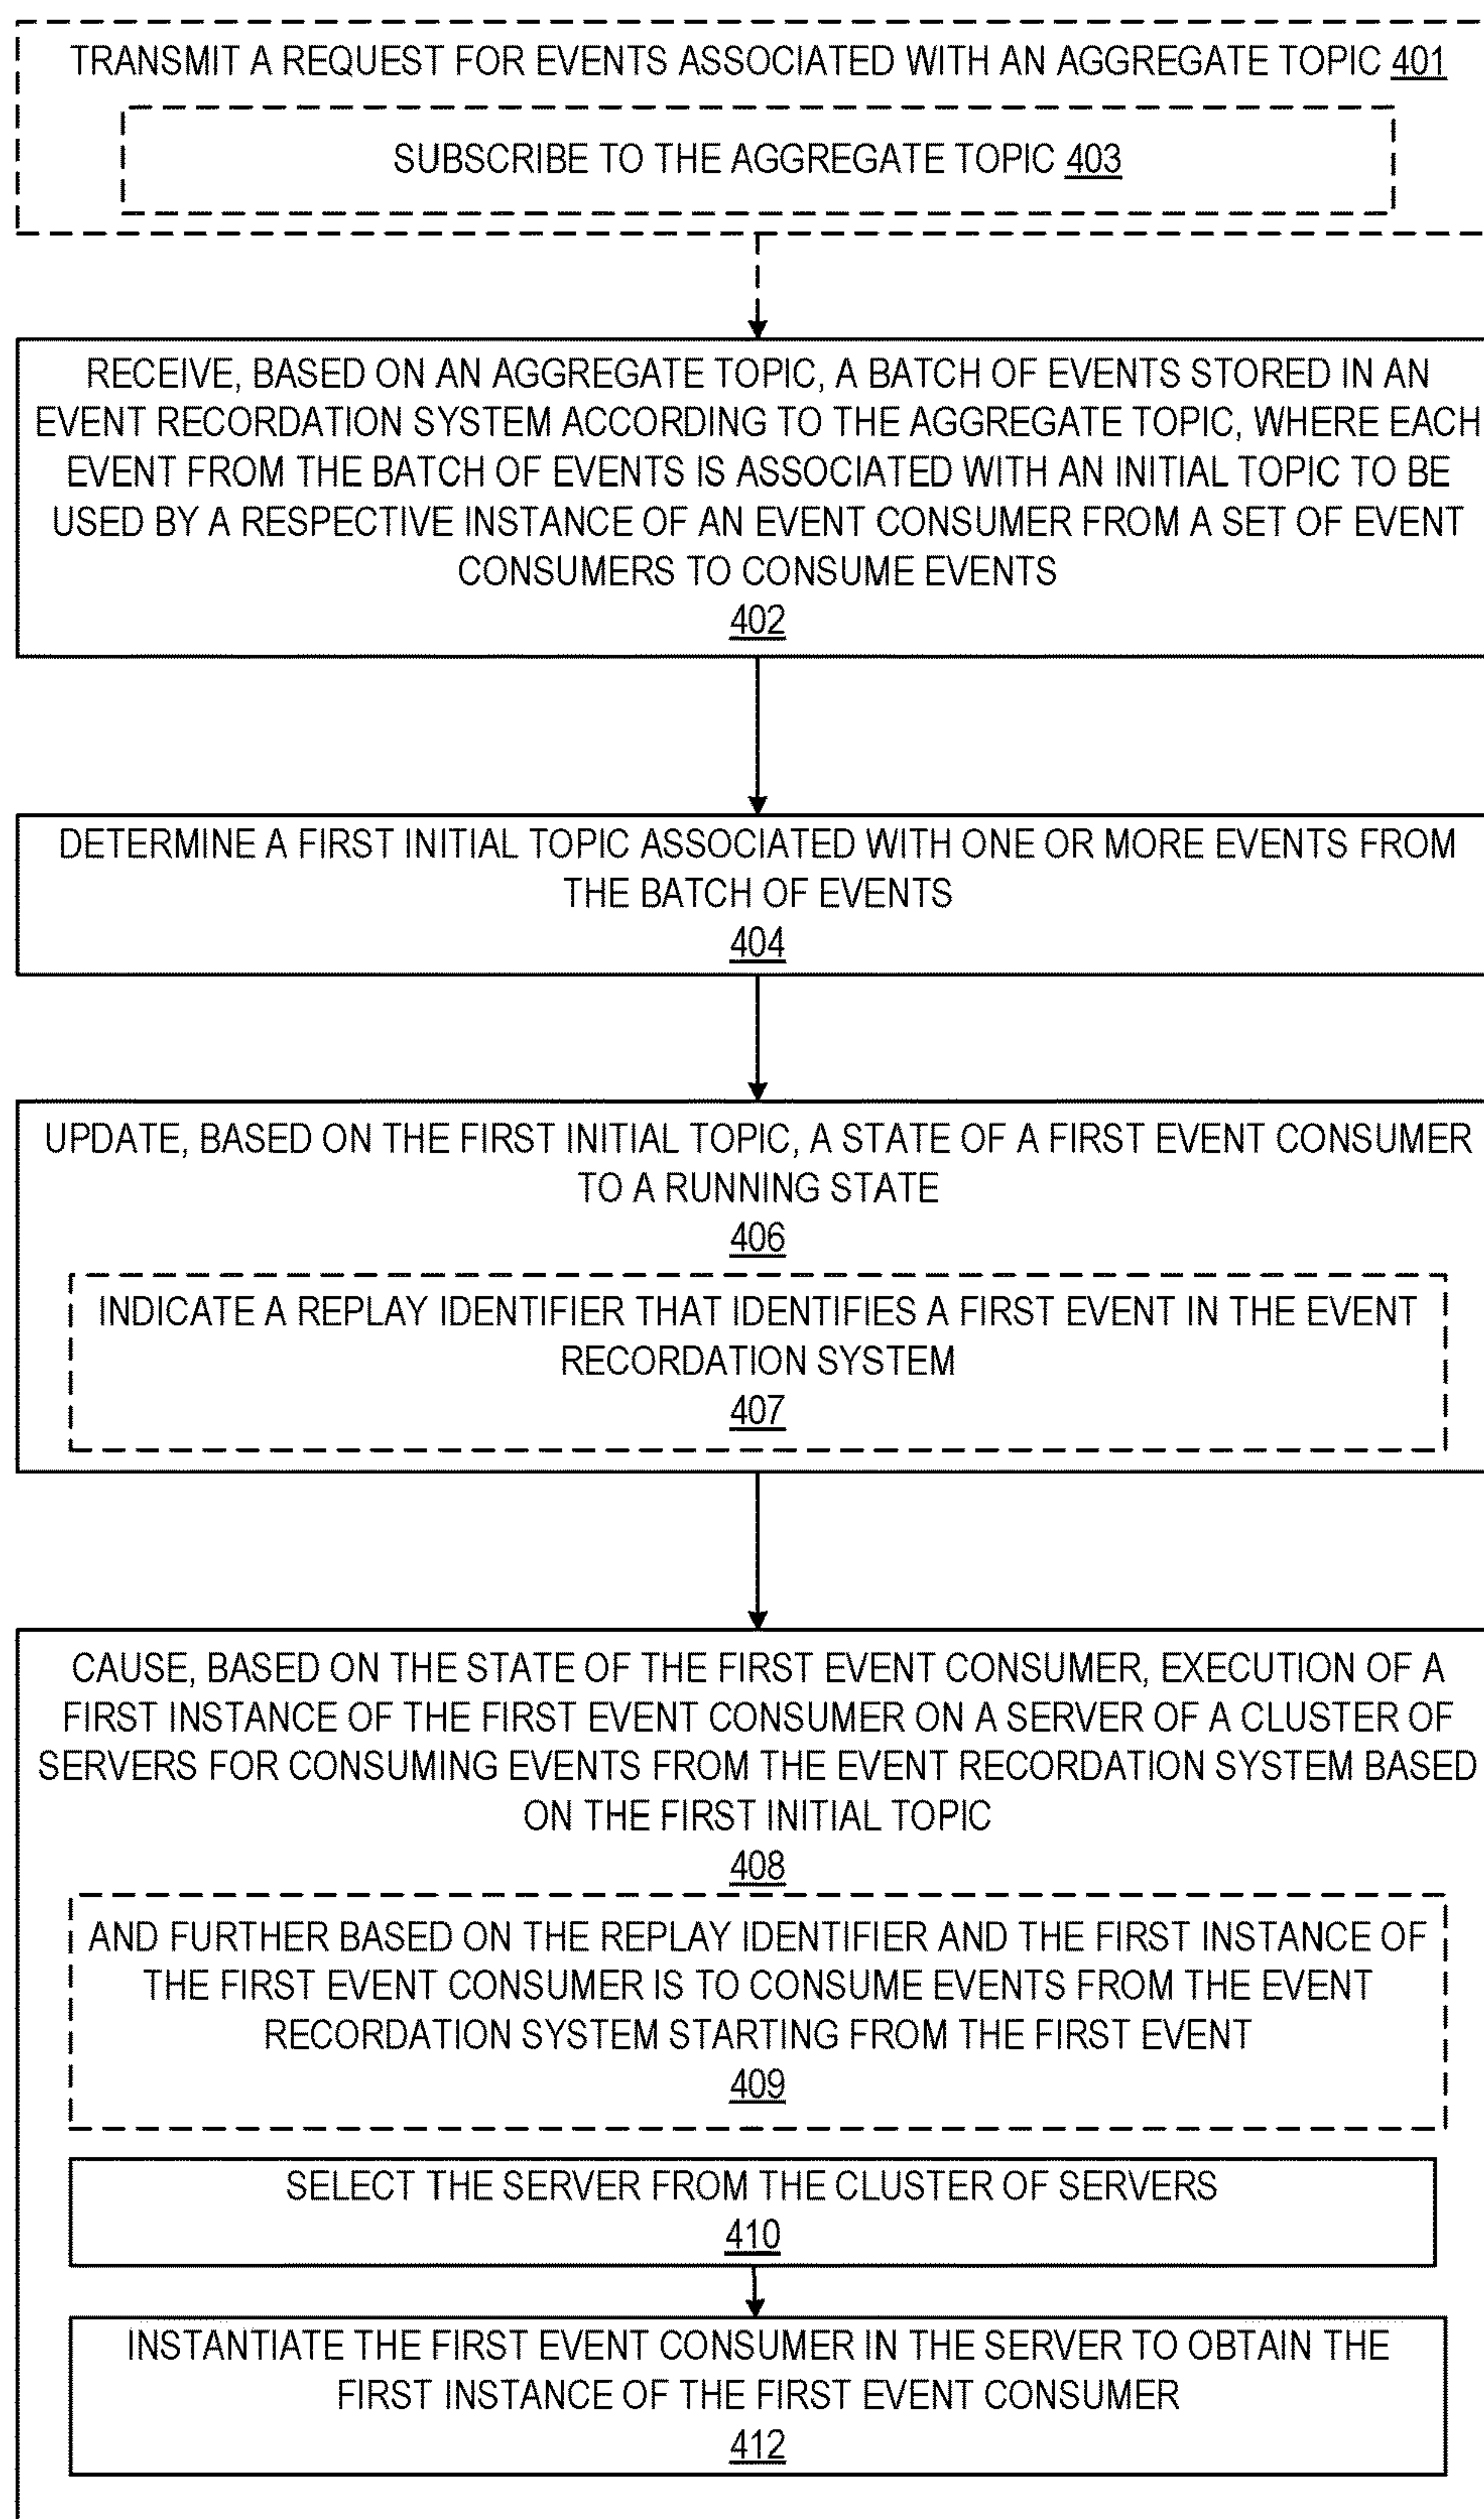 TRANSMIT A REQUEST FOR EVENTS ASSOCIATED WITH AN AGGREGATE TOPIC 401
SUBSCRIBE TO THE AGGREGATE TOPIC 403
RECEIVE, BASED ON AN AGGREGATE TOPIC, A BATCH OF EVENTS STORED IN AN
EVENT RECORDATION SYSTEM ACCORDING TO THE AGGREGATE TOPIC, WHERE EACH
EVENT FROM THE BATCH OF EVENTS IS ASSOCIATED WITH AN INITIAL TOPIC TO BE
USED BY A RESPECTIVE INSTANCE OF AN EVENT CONSUMER FROM A SET OF EVENT
CONSUMERS TO CONSUME EVENTS
402
DETERMINE A FIRST INITIAL TOPIC ASSOCIATED WITH ONE OR MORE EVENTS FROM
THE BATCH OF EVENTS
404
UPDATE, BASED ON THE FIRST INITIAL TOPIC, A STATE OF A FIRST EVENT CONSUMER
TO A RUNNING STATE
406
INDICATE A REPLAY IDENTIFIER THAT IDENTIFIES A FIRST EVENT IN THE EVENT
RECORDATION SYSTEM
407
CAUSE, BASED ON THE STATE OF THE FIRST EVENT CONSUMER, EXECUTION OF A
FIRST INSTANCE OF THE FIRST EVENT CONSUMER ON A SERVER OF A CLUSTER OF
SERVERS FOR CONSUMING EVENTS FROM THE EVENT RECORDATION SYSTEM BASED
ON THE FIRST INITIAL TOPIC
408
AND FURTHER BASED ON THE REPLAY IDENTIFIER AND THE FIRST INSTANCE OF
THE FIRST EVENT CONSUMER IS TO CONSUME EVENTS FROM THE EVENT
RECORDATION SYSTEM STARTING FROM THE FIRST EVENT
409
SELECT THE SERVER FROM THE CLUSTER OF SERVERS
410
INSTANTIATE THE FIRST EVENT CONSUMER IN THE SERVER TO OBTAIN THE
FIRST INSTANCE OF THE FIRST EVENT CONSUMER
412